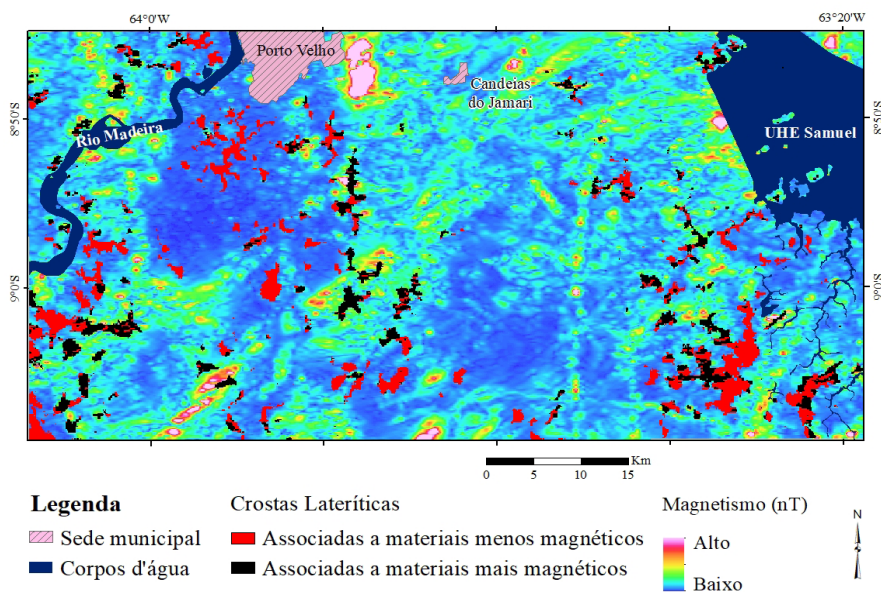 64°0'W
63°20'W
Porto Velho
Candeias
do Jamari
8°50'S
8°50'S
Rio Madeira
UHE Samuel
9°0'S
9°0'S
Km
0 5 10 15
Legenda
Sede municipal
Corpos d'água
Crostas Lateríticas
Associadas a materiais menos magnéticos
Associadas a materiais mais magnéticos
Magnetismo (nT)
Alto
Baixo
N